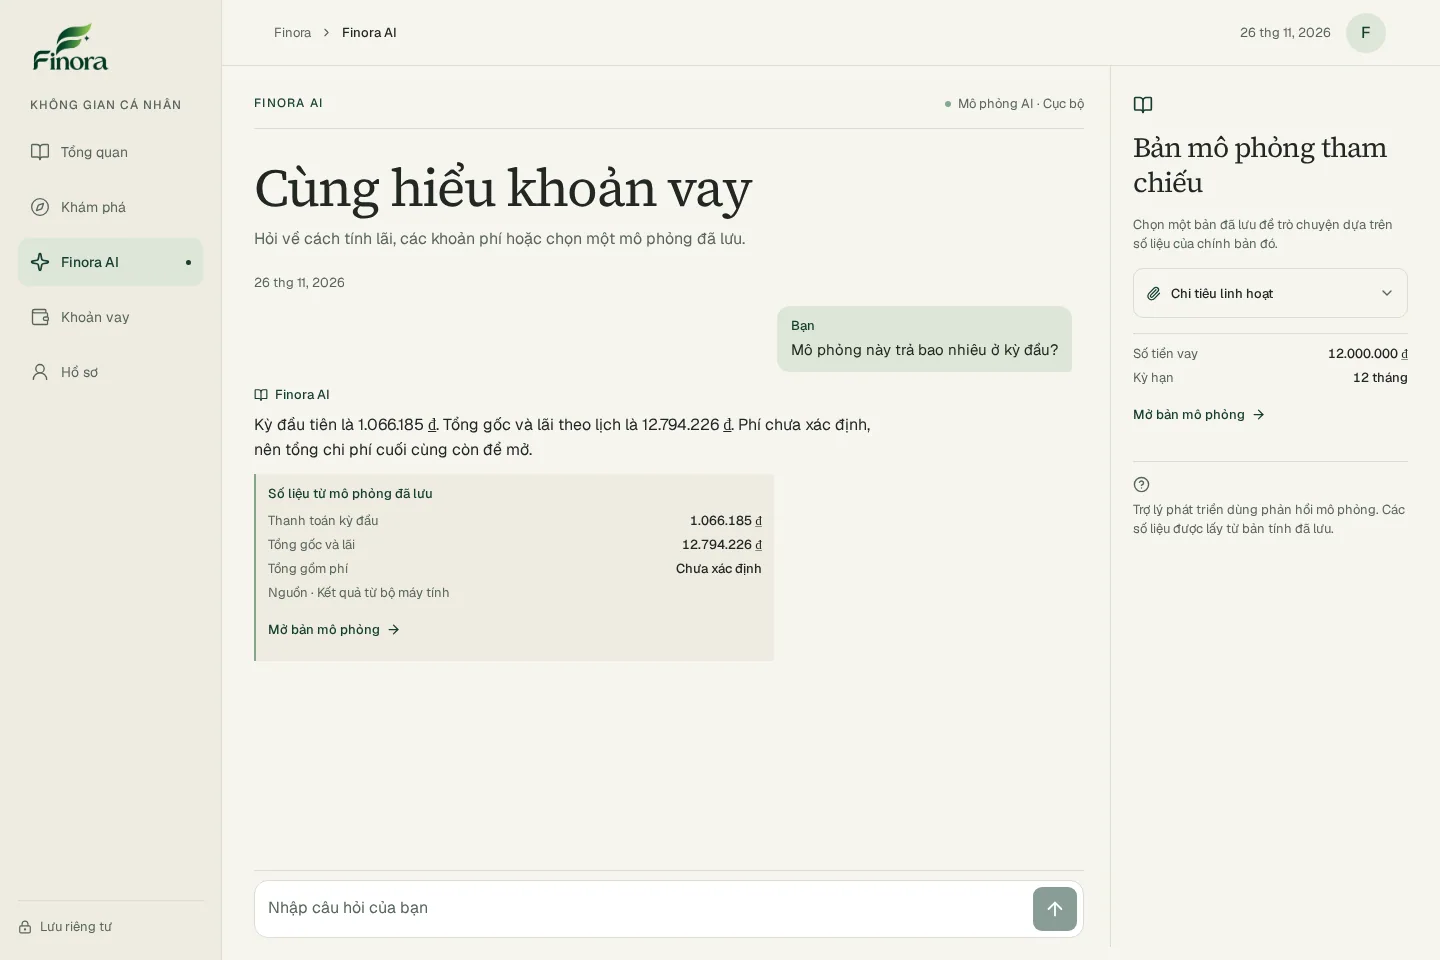 Finora
KHÔNG GIAN CÁ NHÂN
Tổng quan
Khám phá
Finora AI
Khoản vay
Hồ sơ
Lưu riêng tư
Finora
Finora AI
26 thg 11, 2026
F
FINORA AI
Mô phỏng AI · Cục bộ
Cùng hiểu khoản vay
Hỏi về cách tính lãi, các khoản phí hoặc chọn một mô phỏng đã lưu.
26 thg 11, 2026
Bạn
Mô phỏng này trả bao nhiêu ở kỳ đầu?
Finora AI
Kỳ đầu tiên là 1.066.185 ₫. Tổng gốc và lãi theo lịch là 12.794.226 ₫. Phí chưa xác định,
nên tổng chi phí cuối cùng còn để mở.
Số liệu từ mô phỏng đã lưu
Thanh toán kỳ đầu 1.066.185 ₫
Tổng gốc và lãi 12.794.226 ₫
Tổng gồm phí Chưa xác định
Nguồn · Kết quả từ bộ máy tính
Mở bản mô phỏng →
Nhập câu hỏi của bạn
Bản mô phỏng tham
chiếu
Chọn một bản đã lưu để trò chuyện dựa trên
số liệu của chính bản đó.
Chi tiêu linh hoạt
Số tiền vay 12.000.000 ₫
Kỳ hạn 12 tháng
Mở bản mô phỏng →
Trợ lý phát triển dùng phản hồi mô phỏng. Các
số liệu được lấy từ bản tính đã lưu.